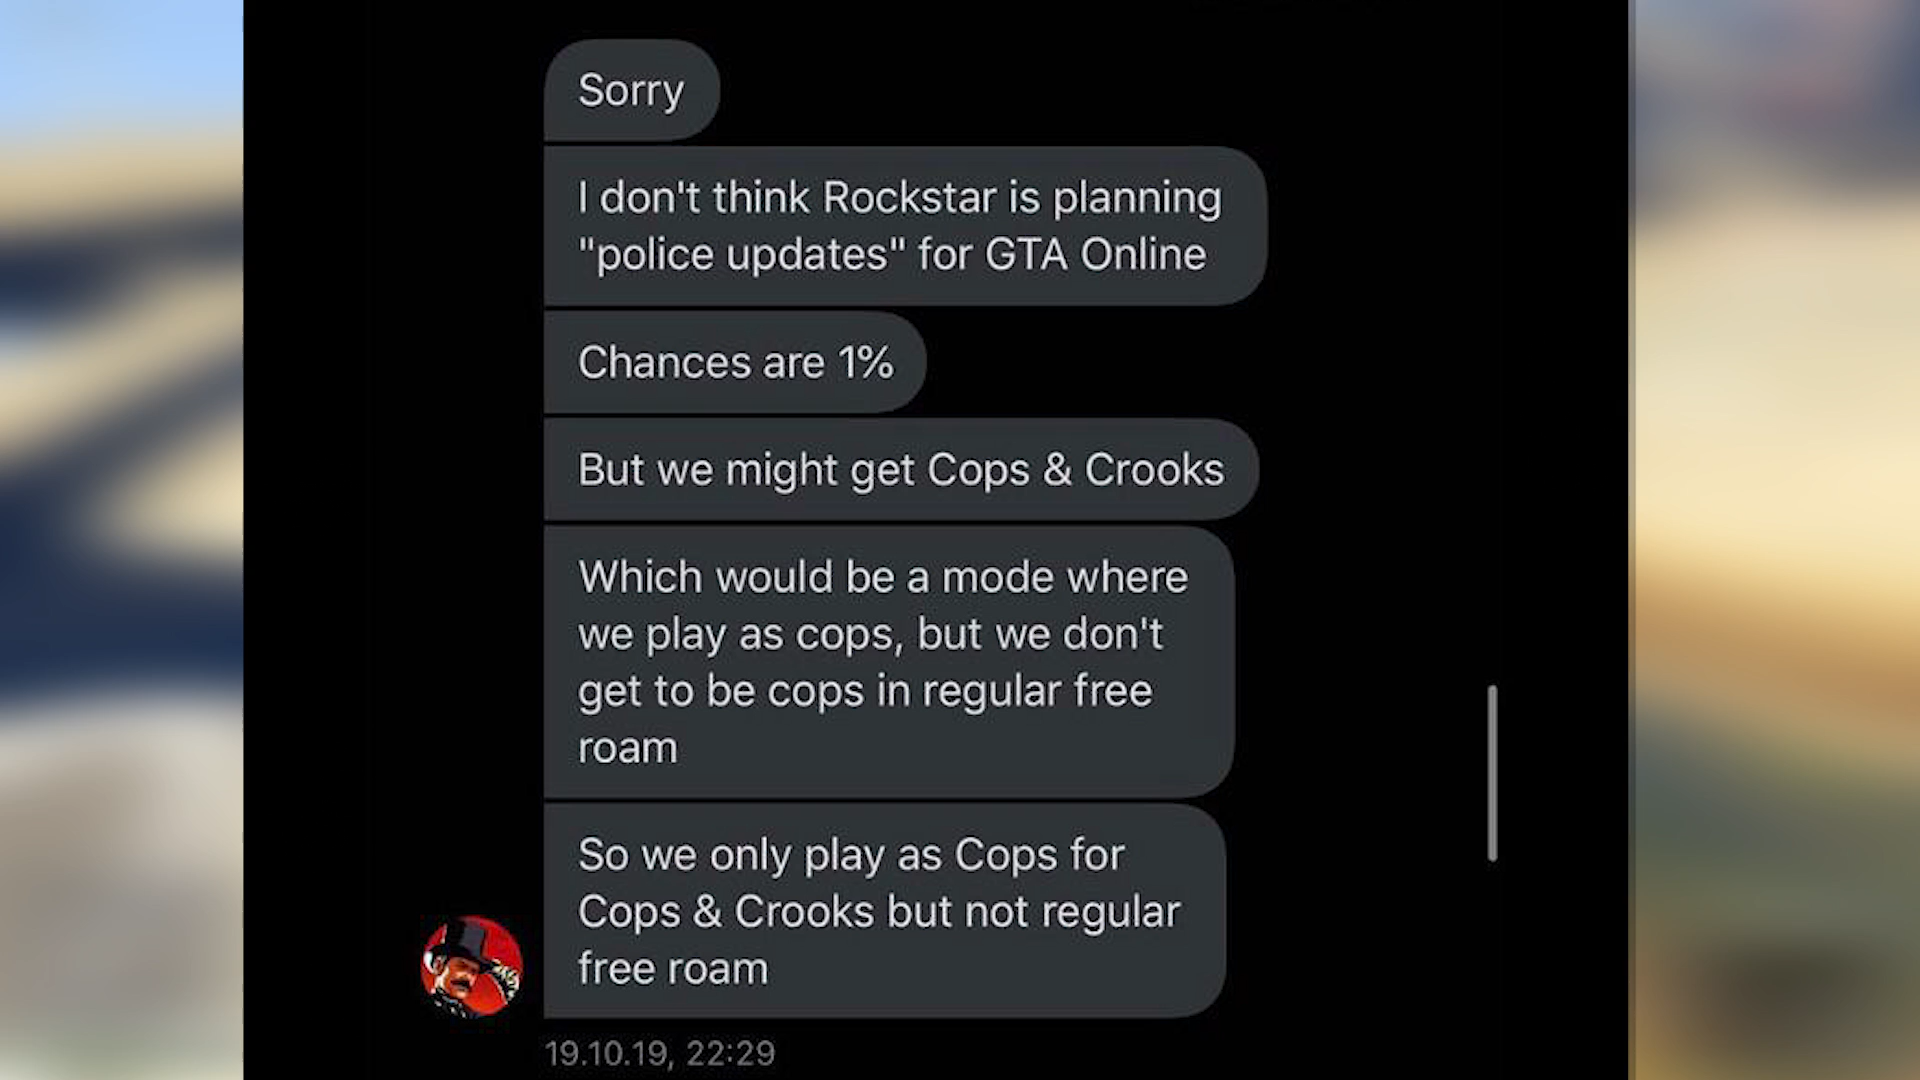 Sorry
I don't think Rockstar is planning
"police updates" for GTA Online
Chances are 1%
But we might get Cops & Crooks
Which would be a mode where
we play as cops, but we don't
get to be cops in regular free
roam
So we only play as Cops for
Cops & Crooks but not regular
free roam
19.10.19, 22:29